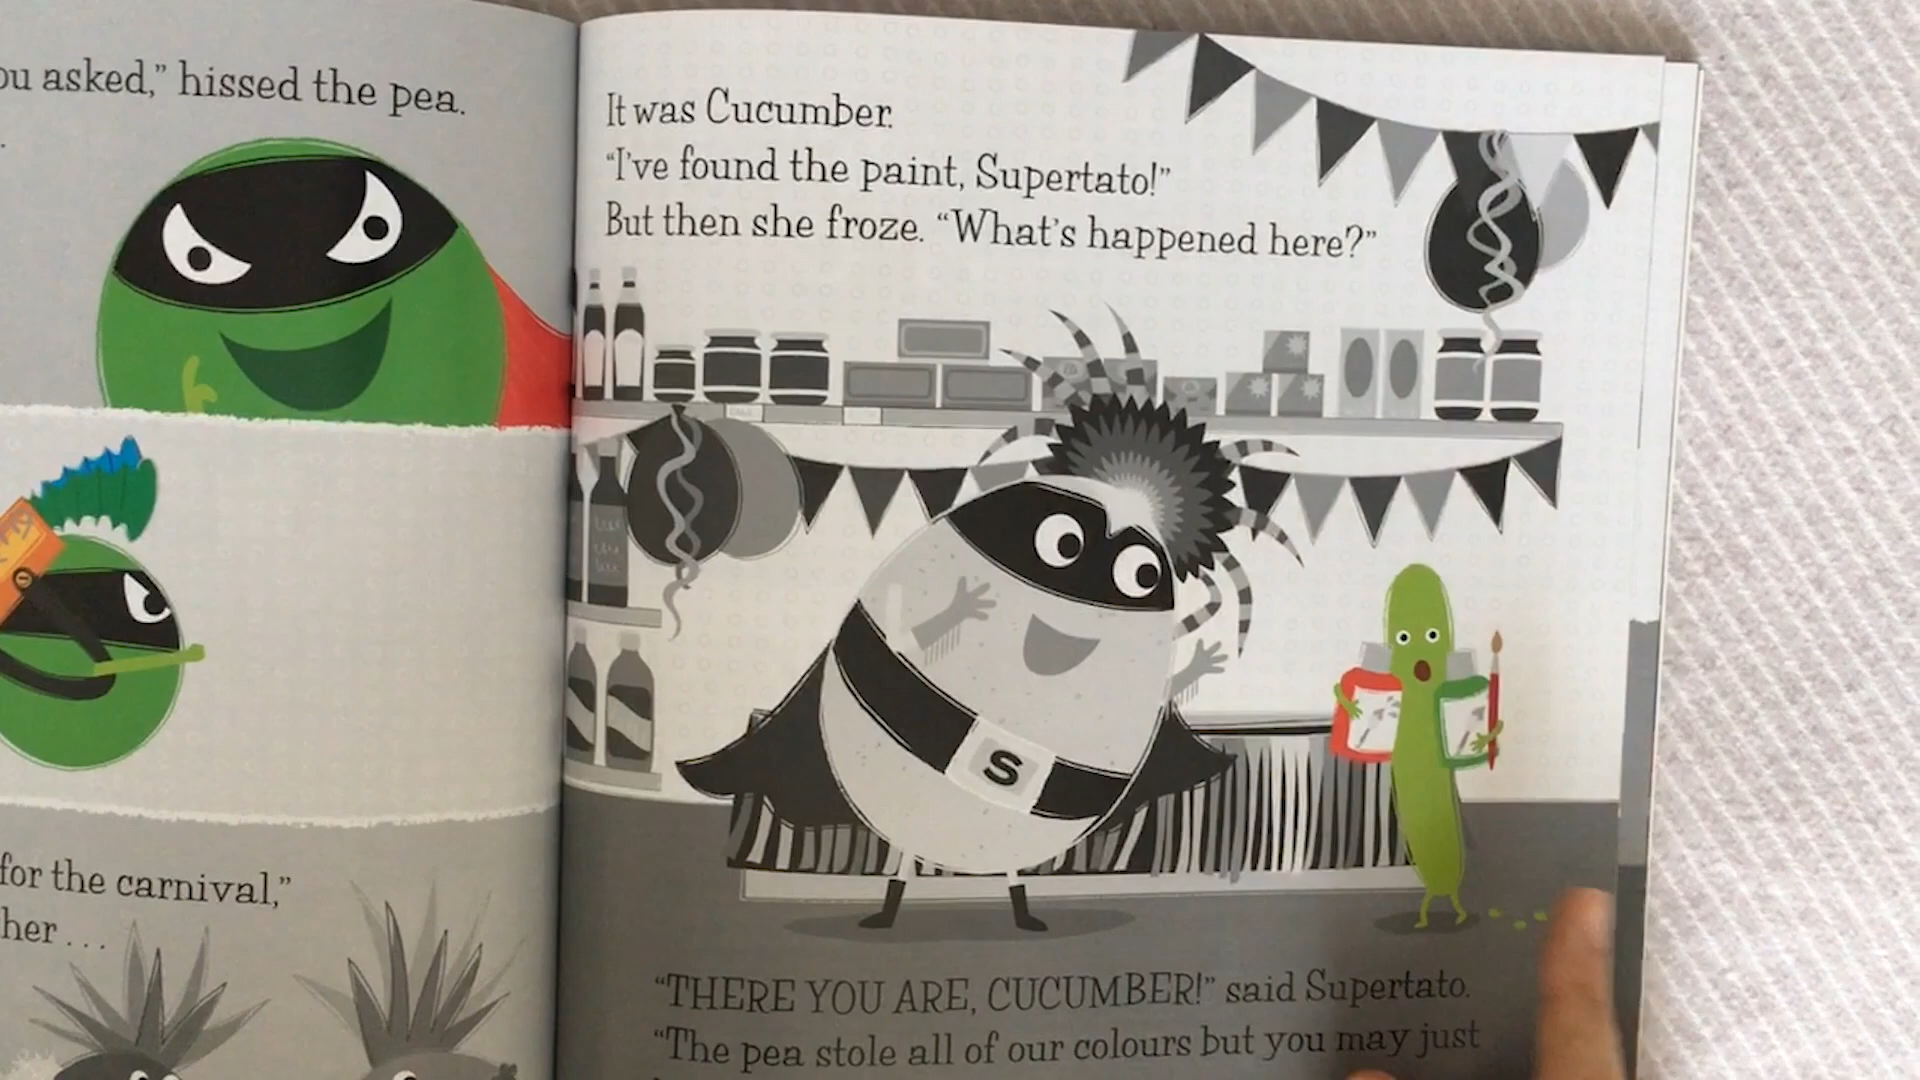 ou asked,” hissed the pea.
for the carnival,”
her ...
It was Cucumber.
“I’ve found the paint, Supertato!”
But then she froze. “What’s happened here?”
S
“THERE YOU ARE, CUCUMBER!” said Supertato.
“The pea stole all of our colours but you may just